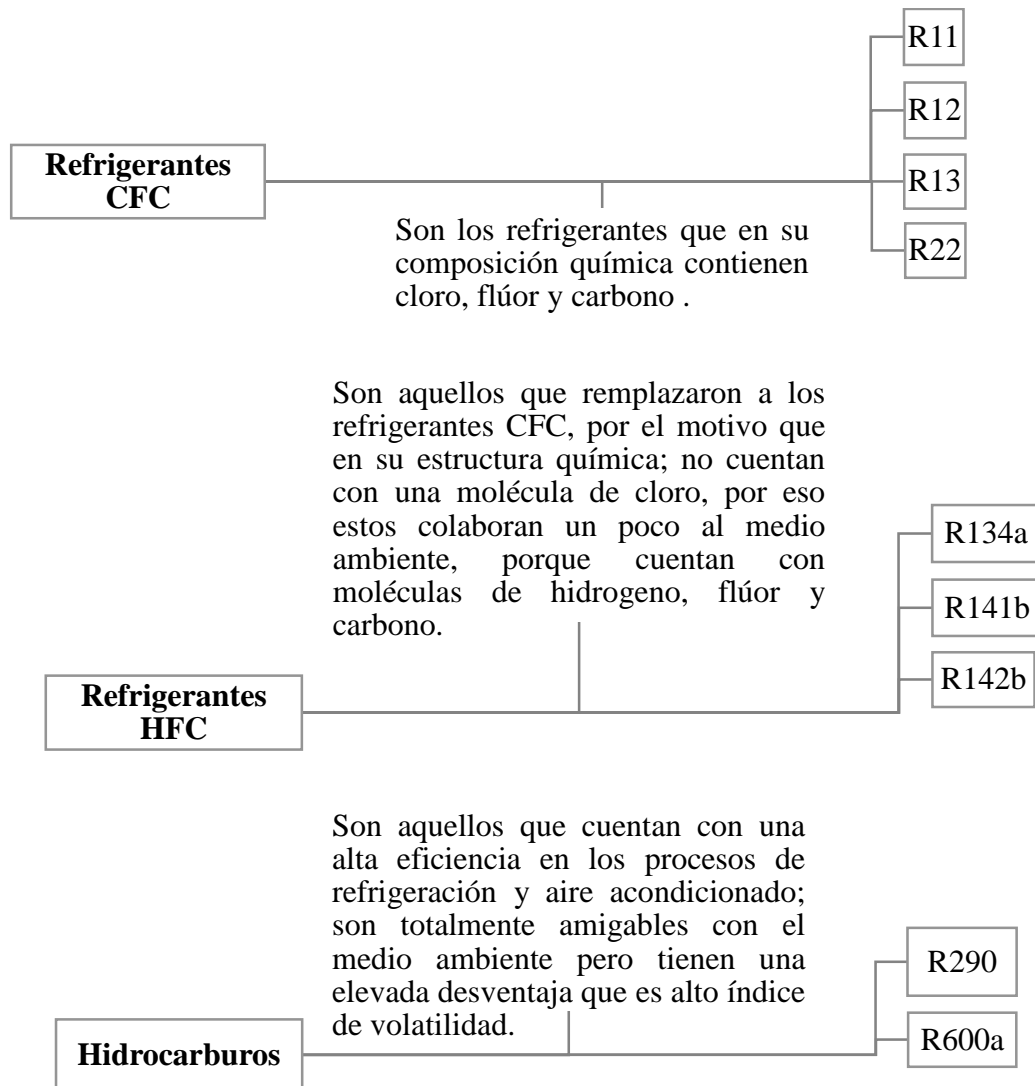 Refrigerantes
CFC
Son los refrigerantes que en su
composición química contienen
cloro, flúor y carbono .
R11
R12
R13
R22
Son aquellos que remplazaron a los
refrigerantes CFC, por el motivo que
en su estructura química; no cuentan
con una molécula de cloro, por eso
estos colaboran un poco al medio
ambiente, porque cuentan con
moléculas de hidrogeno, flúor y
carbono.
Refrigerantes
HFC
R134a
R141b
R142b
Son aquellos que cuentan con una
alta eficiencia en los procesos de
refrigeración y aire acondicionado;
son totalmente amigables con el
medio ambiente pero tienen una
elevada desventaja que es alto índice
de volatilidad.
Hidrocarburos
R290
R600a